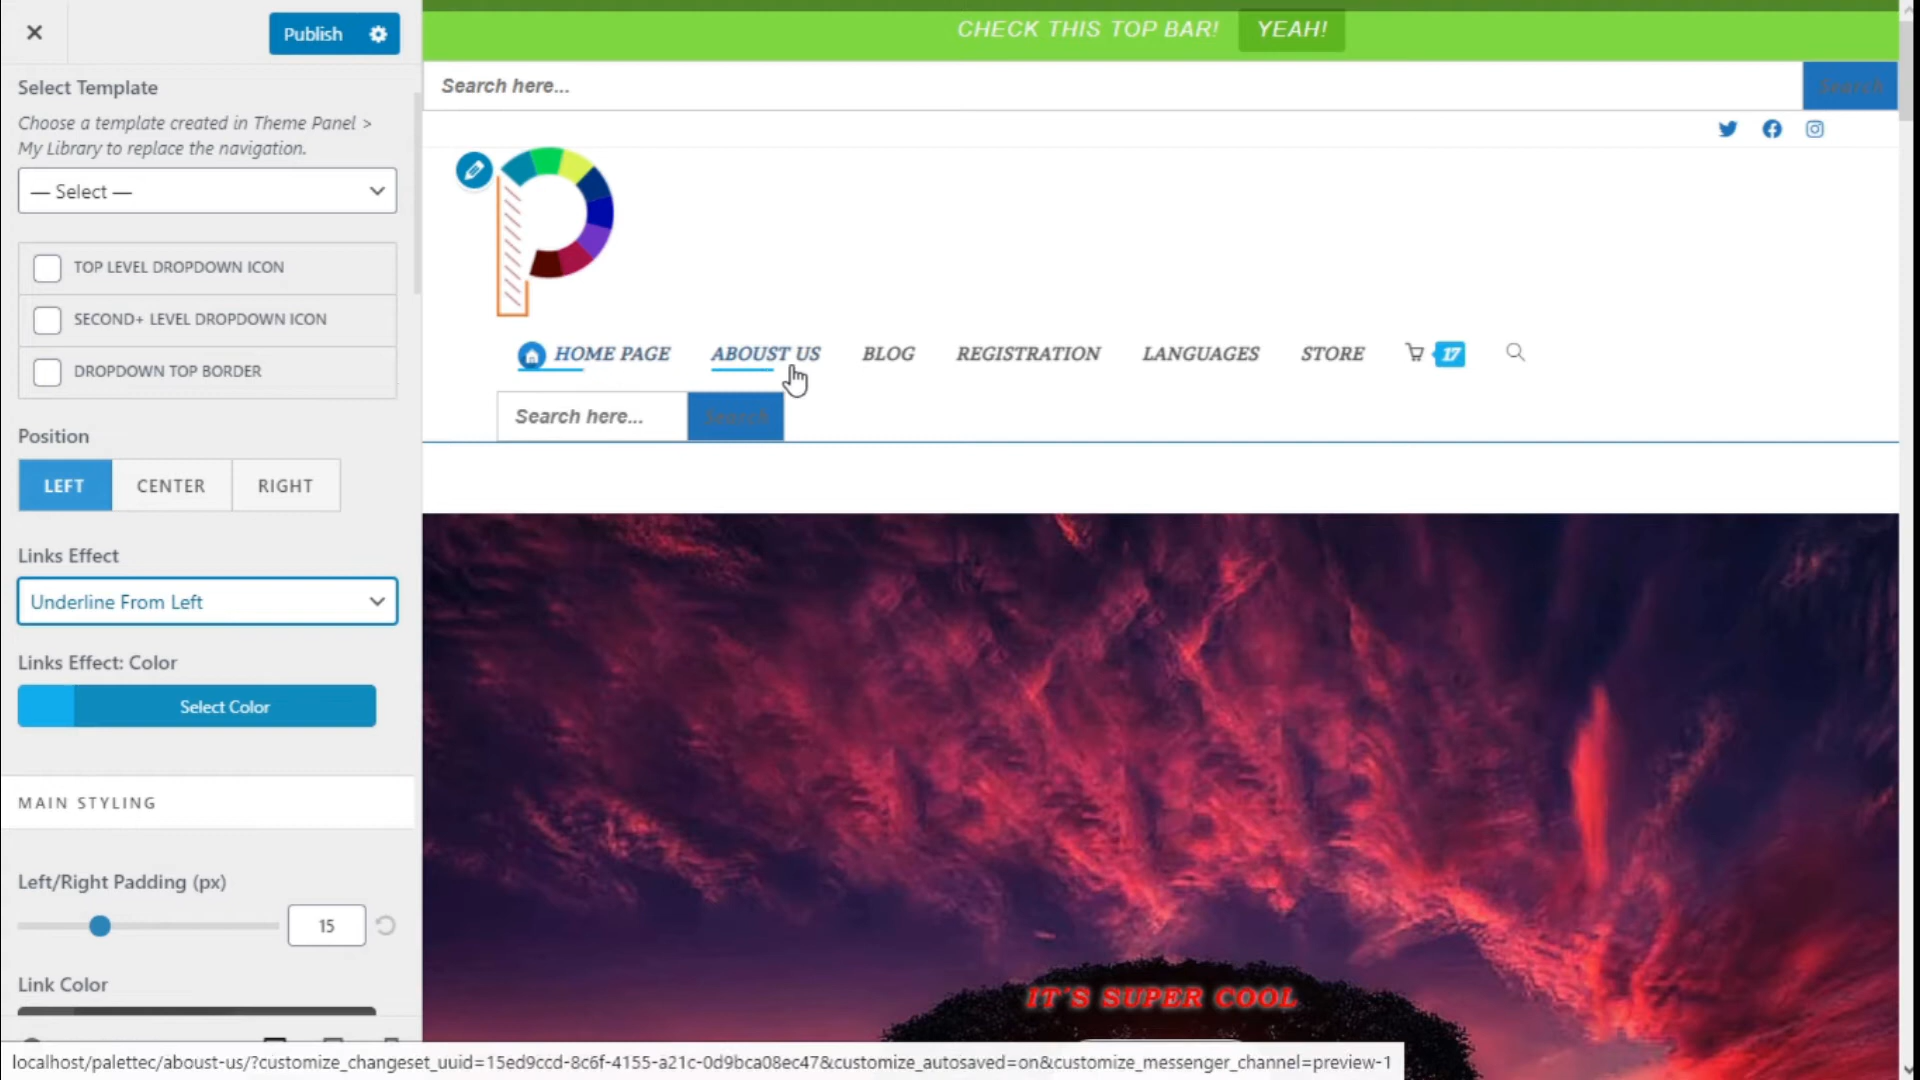 Publish
Select Template
Choose a template created in Theme Panel >
My Library to replace the navigation.
— Select —
TOP LEVEL DROPDOWN ICON
SECOND+ LEVEL DROPDOWN ICON
DROPDOWN TOP BORDER
Position
LEFT CENTER RIGHT
Links Effect
Underline From Left
Links Effect: Color
Select Color
MAIN STYLING
Left/Right Padding (px)
15
Link Color
CHECK THIS TOP BAR! YEAH!
Search here... Search
HOME PAGE ABOUST US BLOG REGISTRATION LANGUAGES STORE 17
Search here... Search
IT'S SUPER COOL
localhost/palettec/aboust-us/?customize_changeset_uuid=15ed9ccd-8c6f-4155-a21c-0d9bca08ec47&customize_autosaved=on&customize_messenger_channel=preview-1